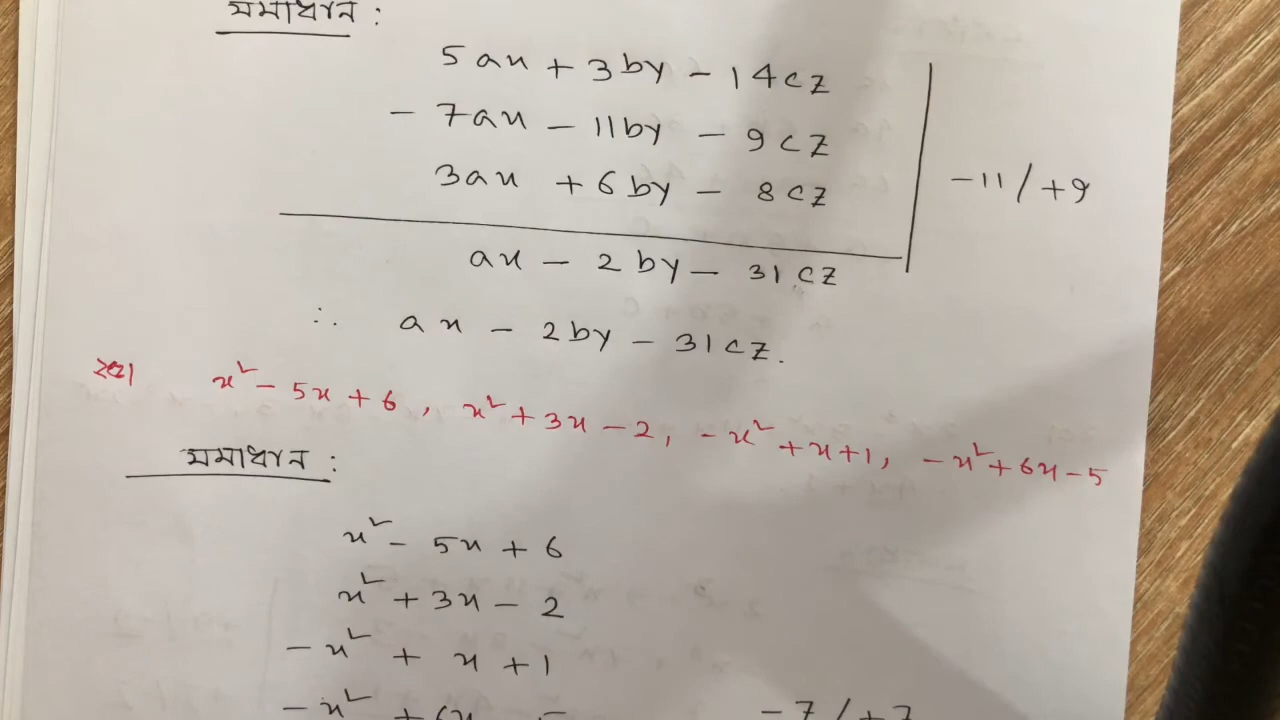 সমাধান :
5ax + 3by - 14cz
- 7ax - 11by - 9cz
3ax + 6by - 8cz
-11/+9
ax - 2by - 31cz
∴ ax - 2by - 31cz.
২২। x² - 5x + 6, x² + 3x - 2, -x² + x + 1, -x² + 6x - 5
সমাধান :
x² - 5x + 6
x² + 3x - 2
-x² + x + 1
-x² + 6x
-7/+7